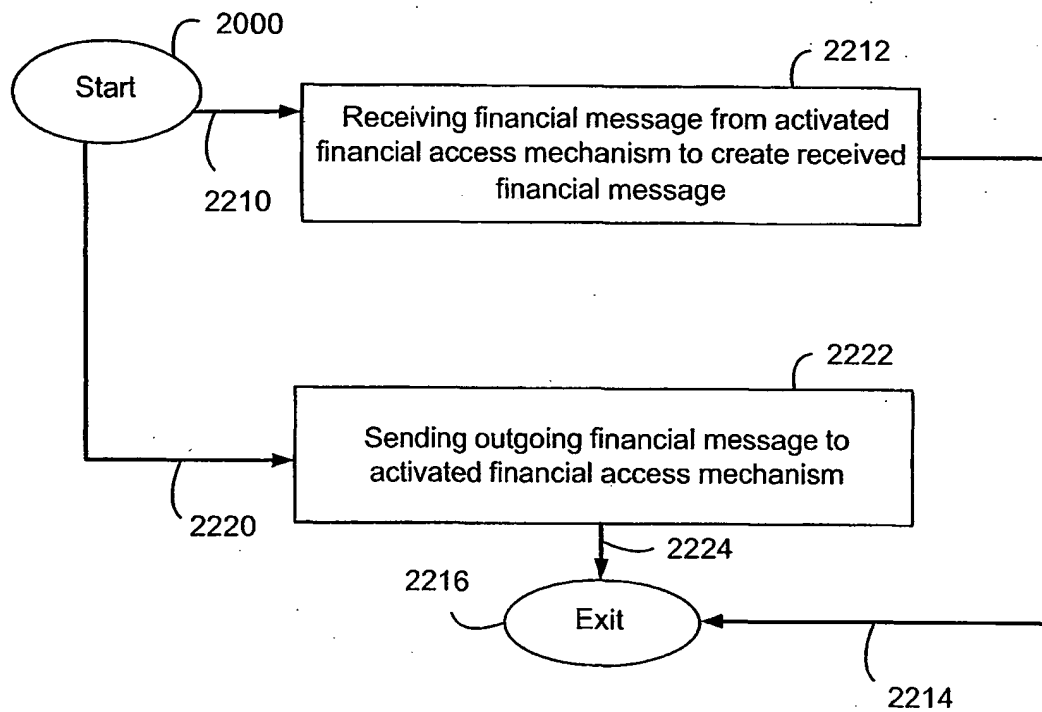 2000
Start
2212
Receiving financial message from activated
financial access mechanism to create received
financial message
2210
2222
Sending outgoing financial message to
activated financial access mechanism
2220
2224
2216
Exit
2214